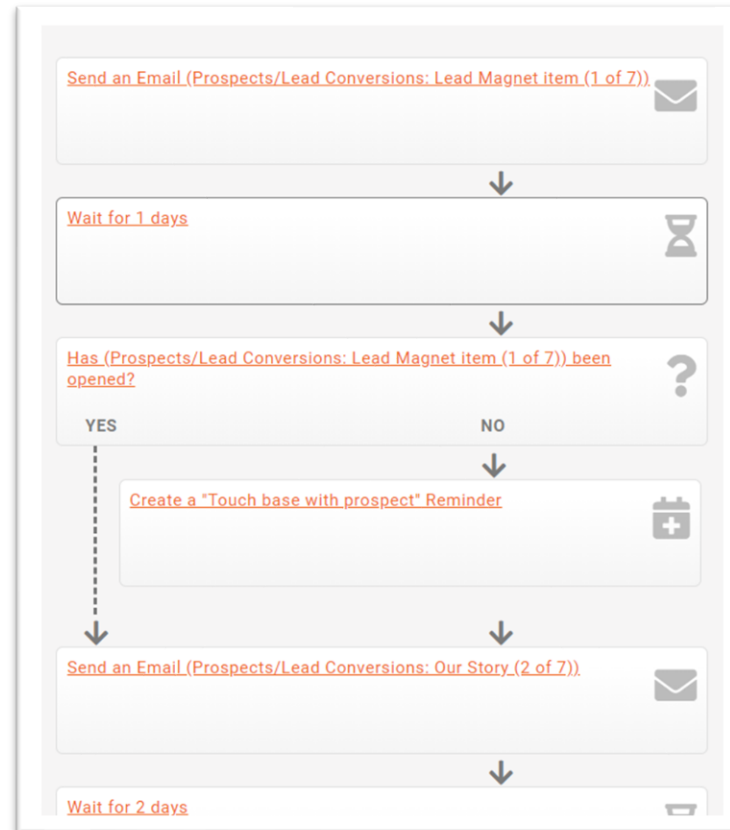 Send an Email (Prospects/Lead Conversions: Lead Magnet item (1 of 7))
Wait for 1 days
Has (Prospects/Lead Conversions: Lead Magnet item (1 of 7)) been
opened?
YES NO
Create a "Touch base with prospect" Reminder
Send an Email (Prospects/Lead Conversions: Our Story (2 of 7))
Wait for 2 days